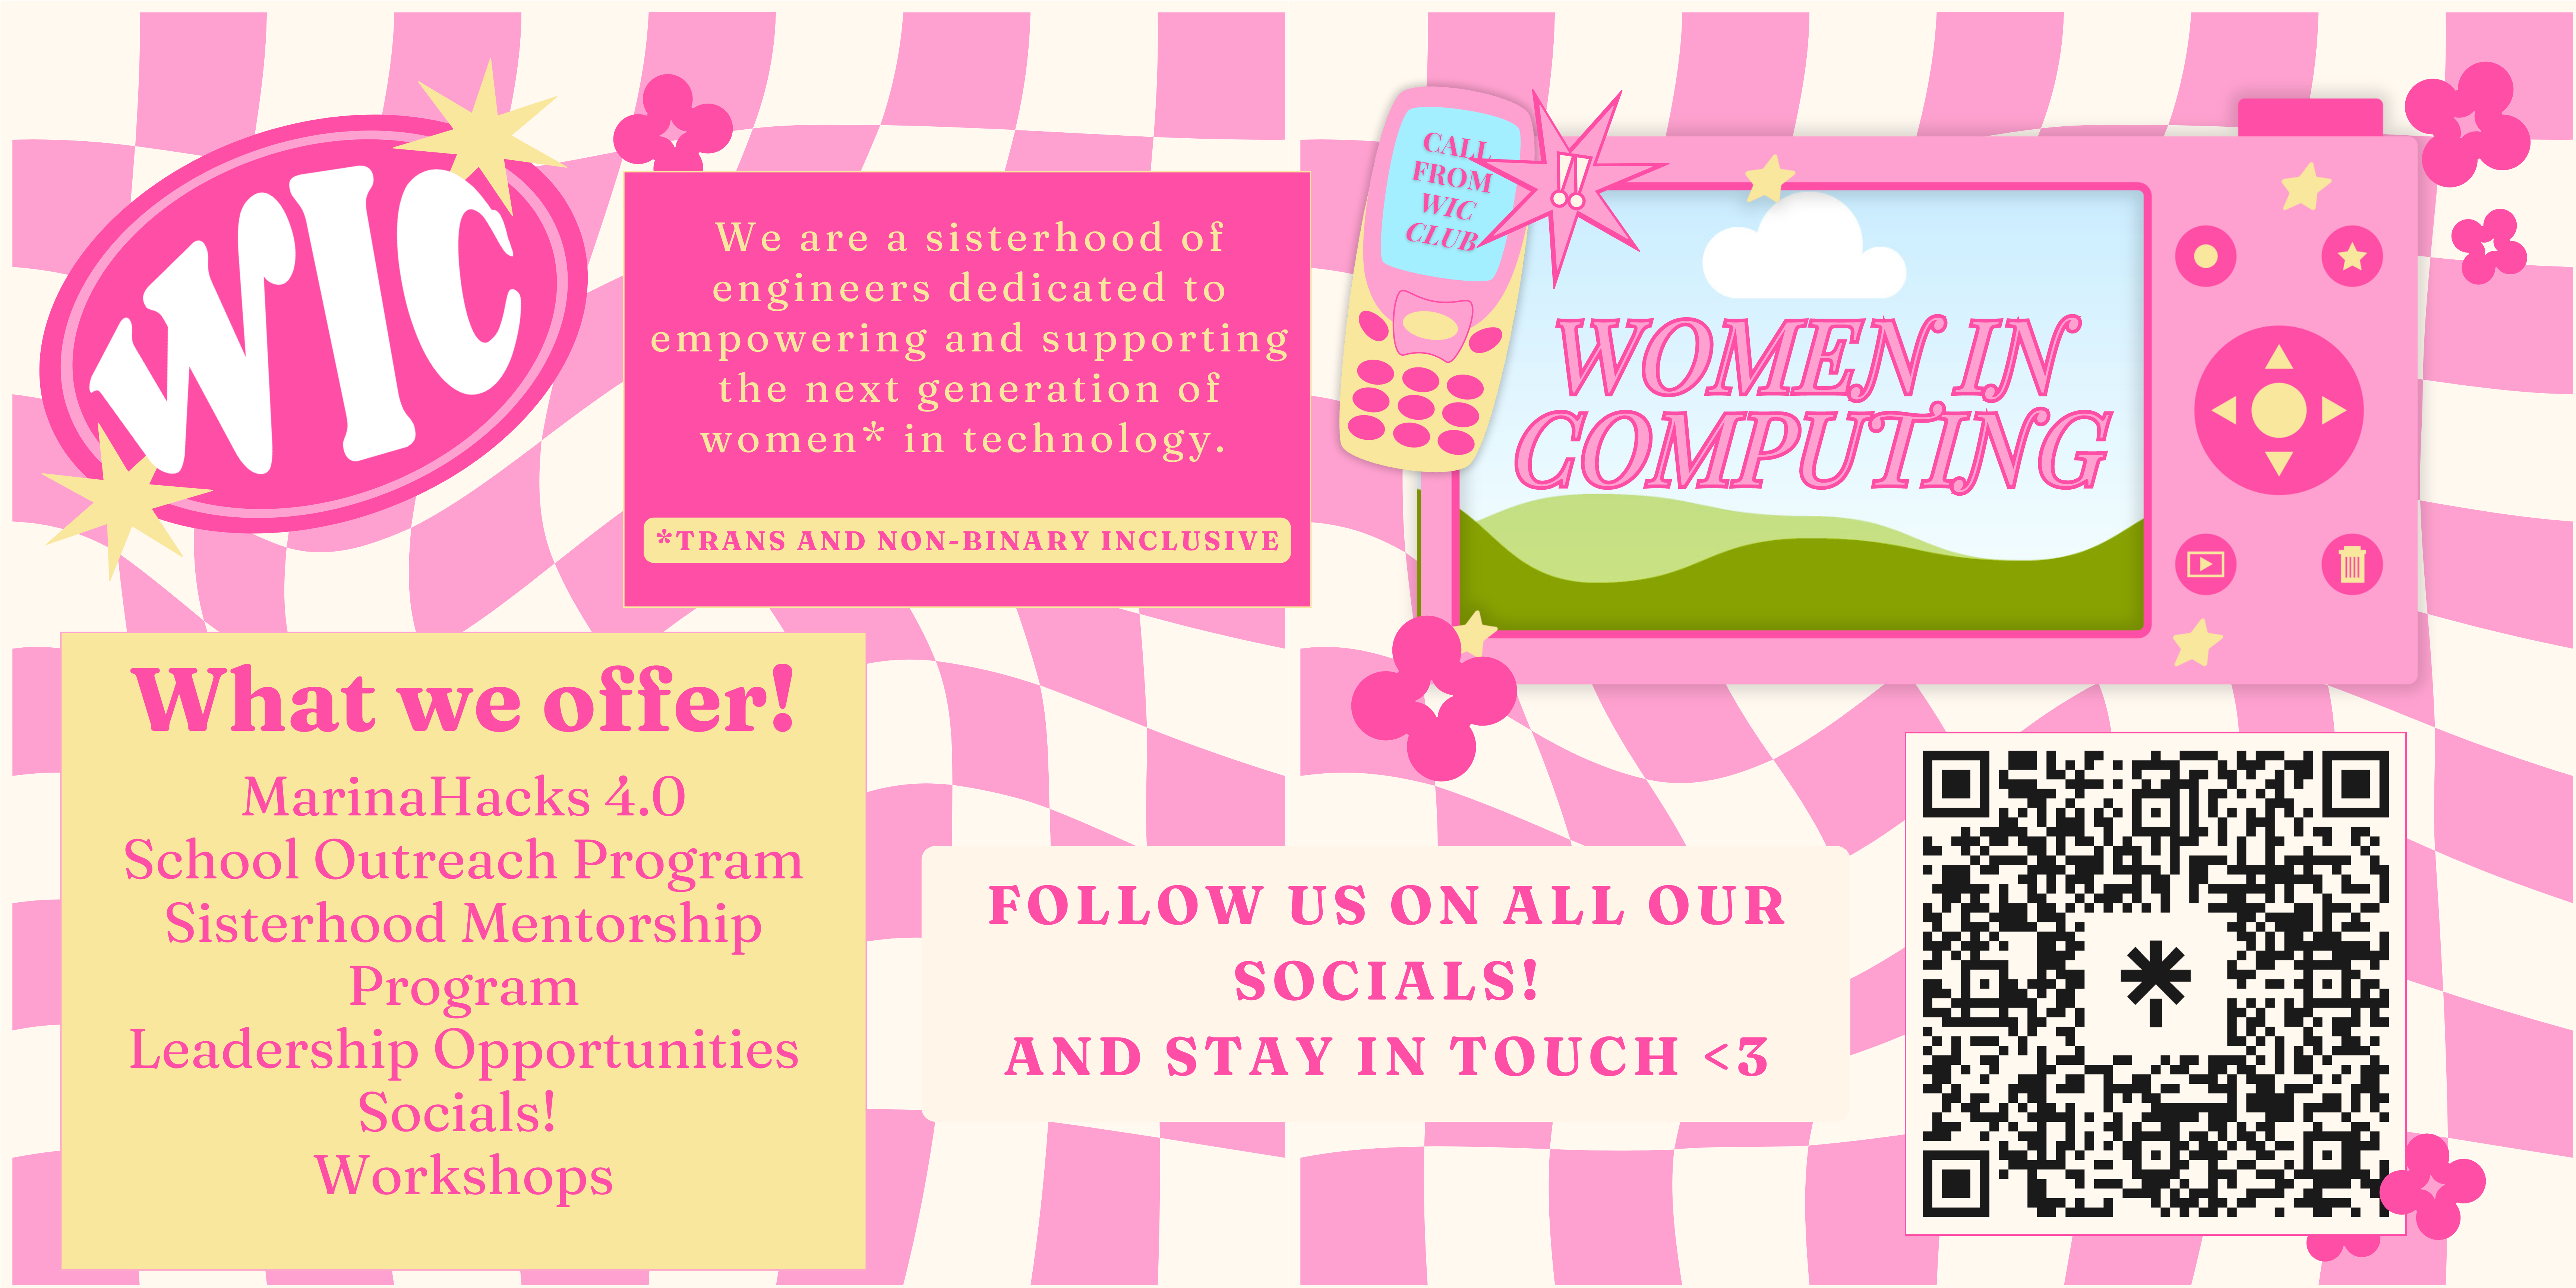 WIC
We are a sisterhood of
engineers dedicated to
empowering and supporting
the next generation of
women* in technology.
*TRANS AND NON-BINARY INCLUSIVE
CALL
FROM
WIC
CLUB
!!
WOMEN IN
COMPUTING
What we offer!
MarinaHacks 4.0
School Outreach Program
Sisterhood Mentorship
Program
Leadership Opportunities
Socials!
Workshops
FOLLOW US ON ALL OUR
SOCIALS!
AND STAY IN TOUCH <3